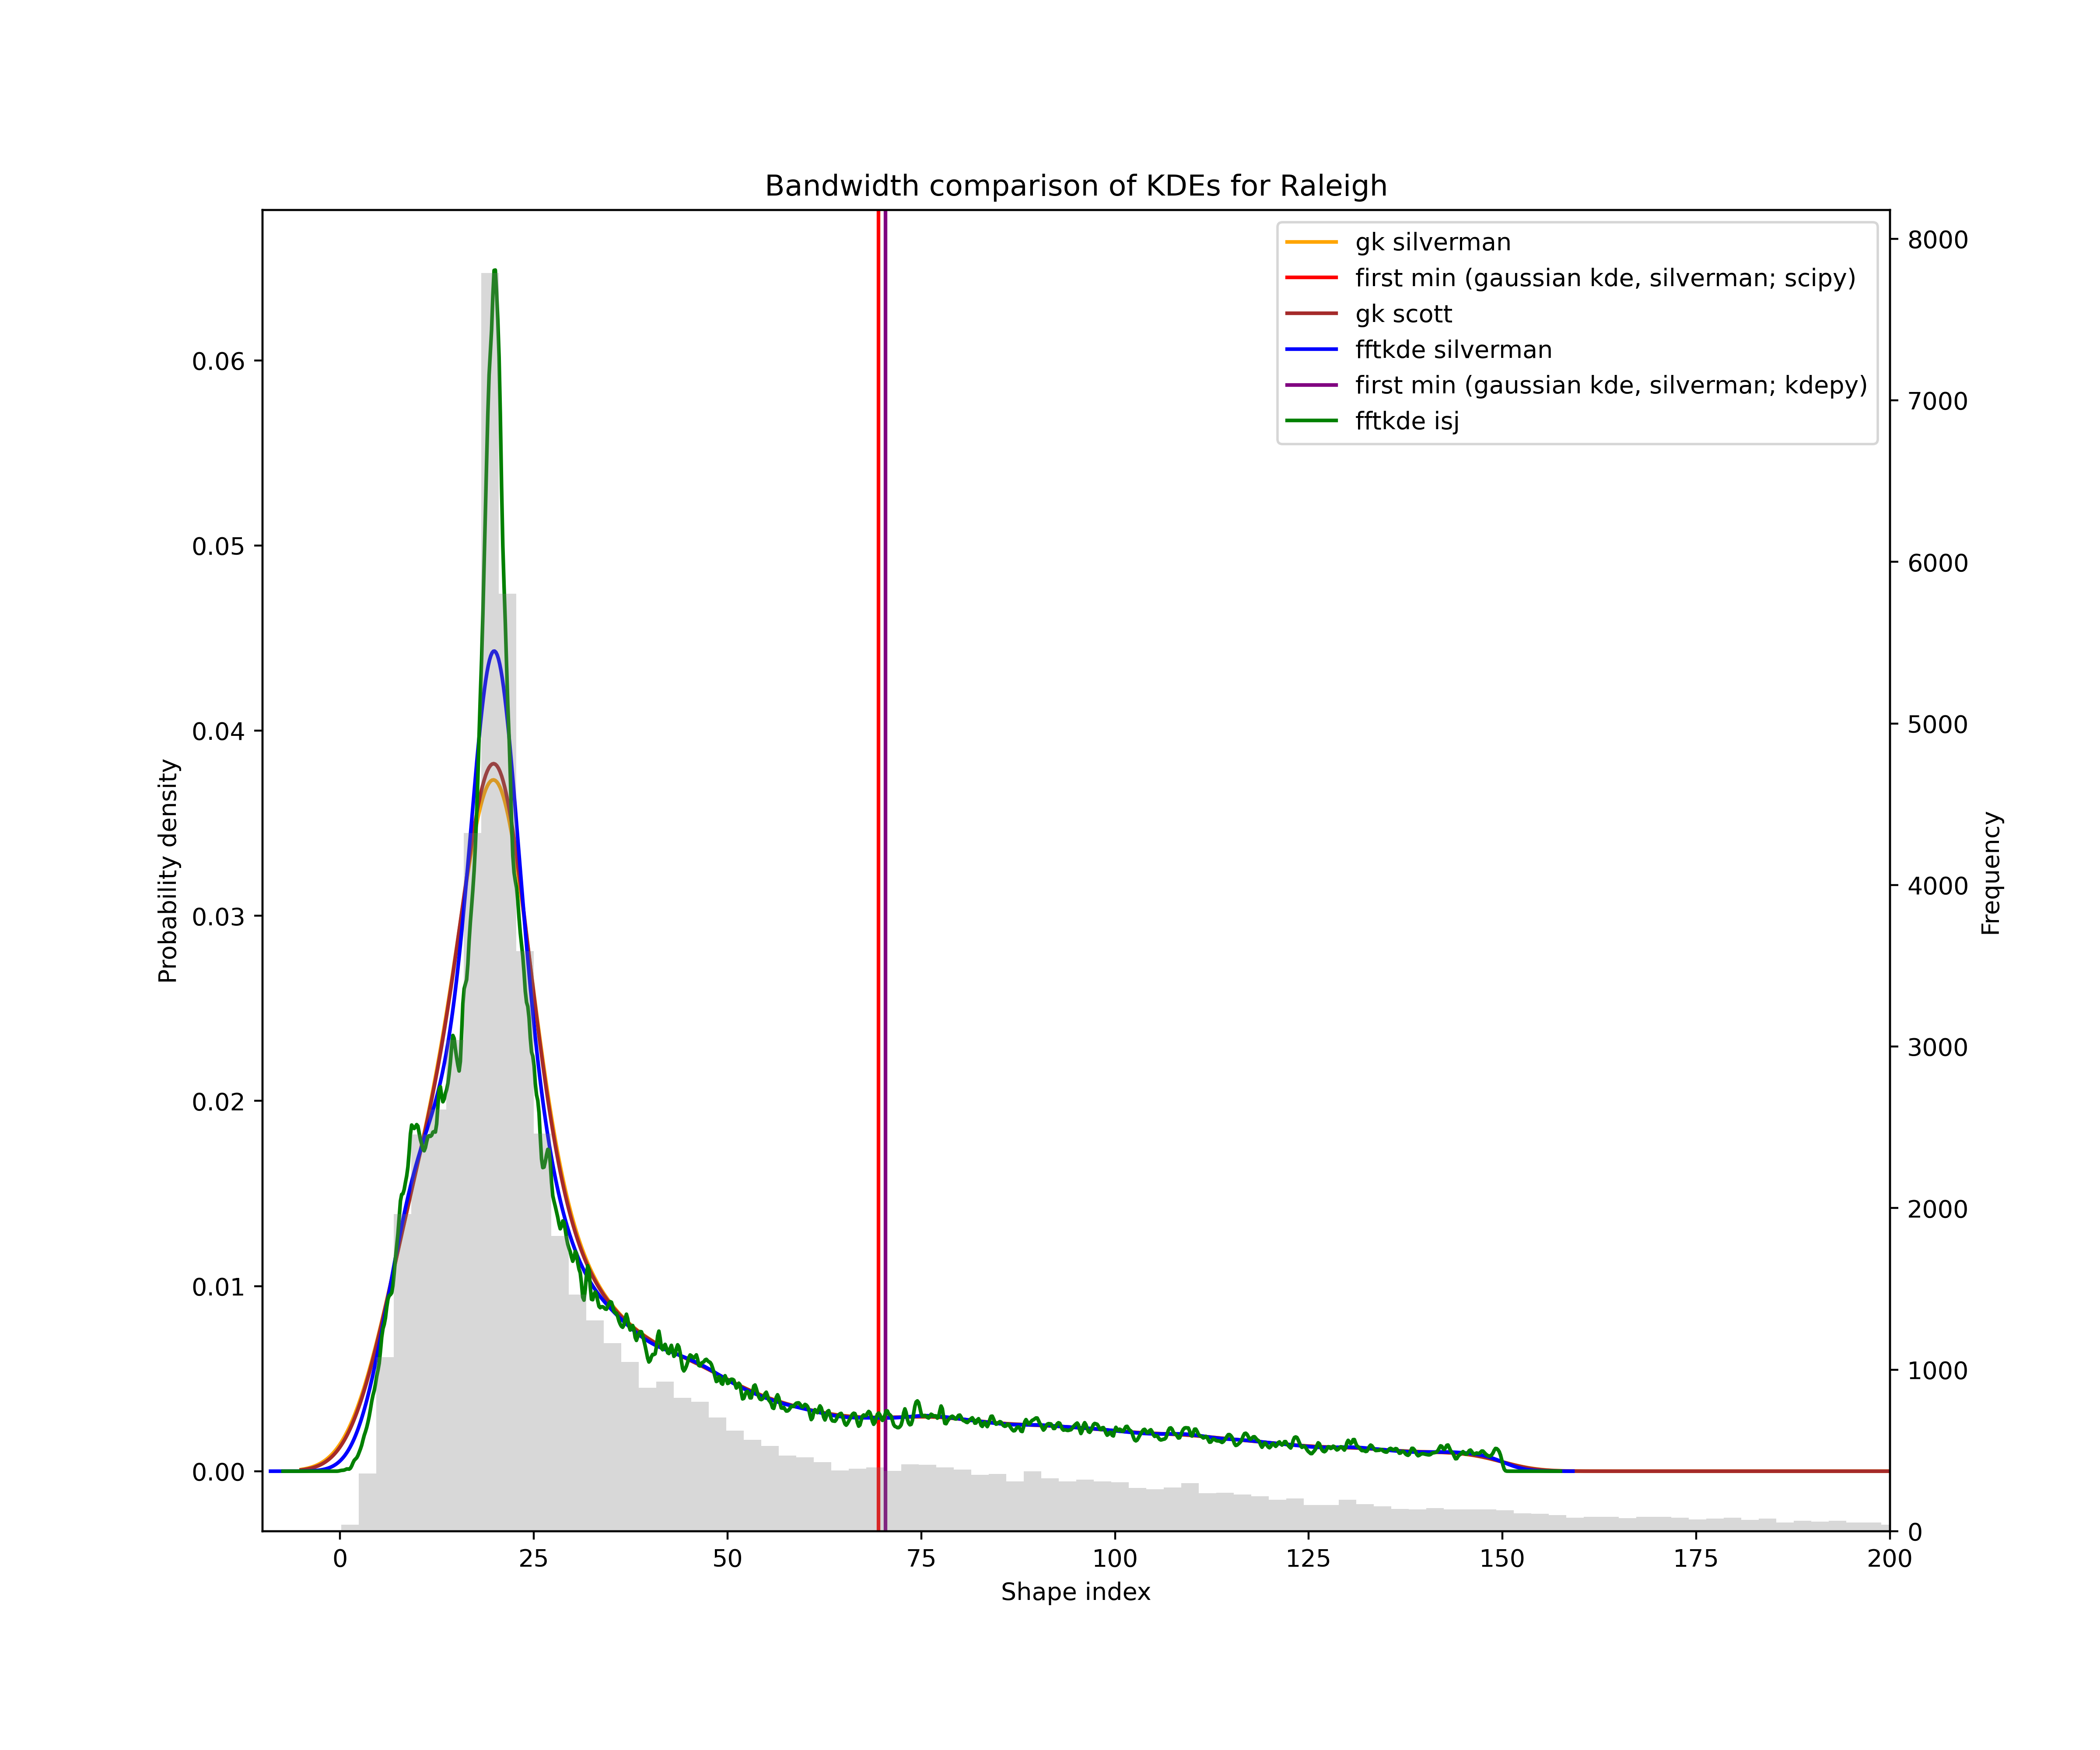 Bandwidth comparison of KDEs for Raleigh
gk silverman
first min (gaussian kde, silverman; scipy)
gk scott
fftkde silverman
first min (gaussian kde, silverman; kdepy)
fftkde isj
Probability density
0.06
0.05
0.04
0.03
0.02
0.01
0.00
8000
7000
6000
5000
4000
3000
2000
1000
0
Frequency
0 25 50 75 100 125 150 175 200
Shape index